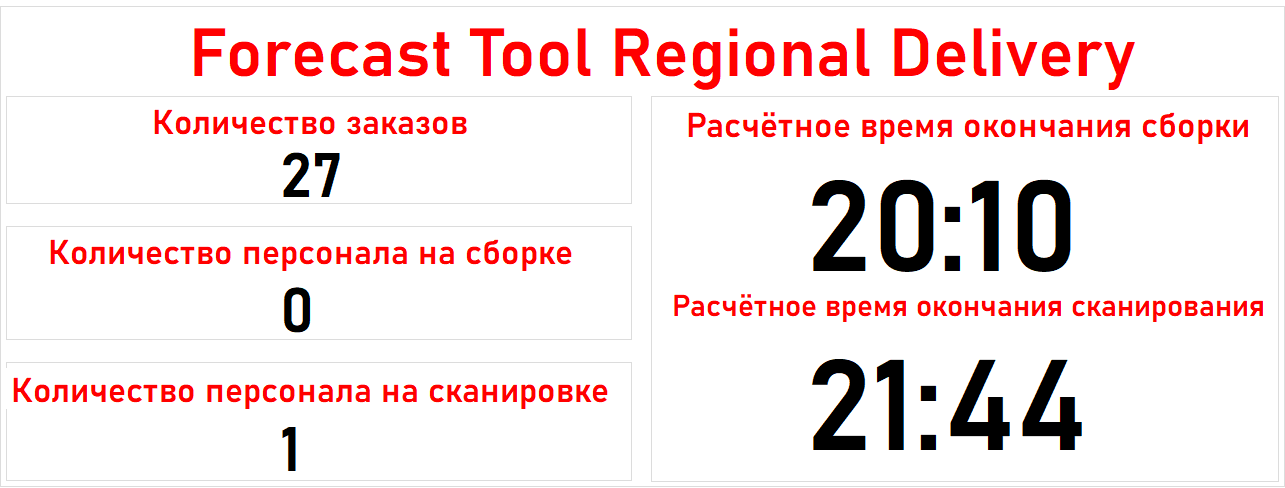 Forecast Tool Regional Delivery
Количество заказов
27
Количество персонала на сборке
0
Количество персонала на сканировке
1
Расчётное время окончания сборки
20:10
Расчётное время окончания сканирования
21:44